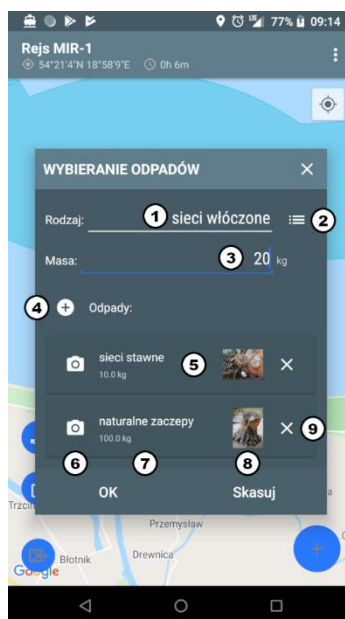 77% 09:14
Rejs MIR-1
54°21'4"N 18°58'9"E 0h 6m
WYBIERANIE ODPADÓW
Rodzaj: 1 sieci włóczone 2
Masa: 3 20 kg
4 Odpady:
sieci stawne 5
10.0 kg
naturalne zaczepy 9
100.0 kg
6 7 8
OK Skasuj
Przemysław
Błotnik Drewnica
Google